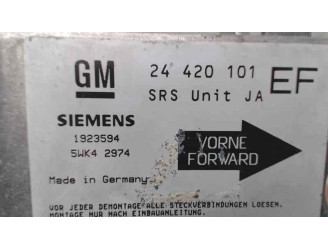 GM 24 420 101 EF
SRS Unit JA
SIEMENS
1923594
5WK4 2974
VORNE
FORWARD
Made in Germany
VOR JEDER DEMONTAGE ALLE STECKVERBINDUNGEN LOESEN.
MONTAGE NUR NACH EINBAUANLEITUNG.